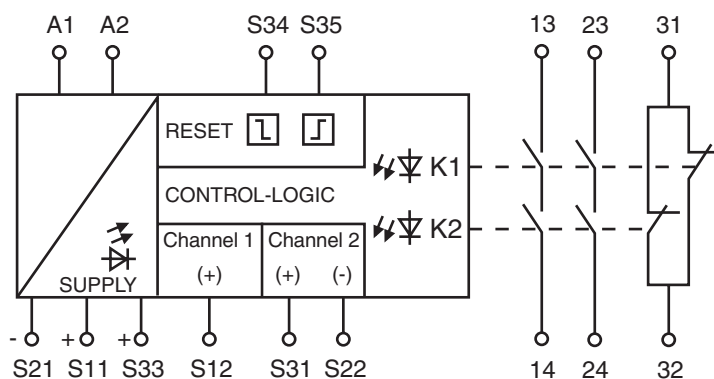 A1 A2 S34 S35 13 23 31
RESET
K1
CONTROL-LOGIC
K2
Channel 1 Channel 2
(+) (+) (-)
SUPPLY
- + +
S21 S11 S33 S12 S31 S22 14 24 32